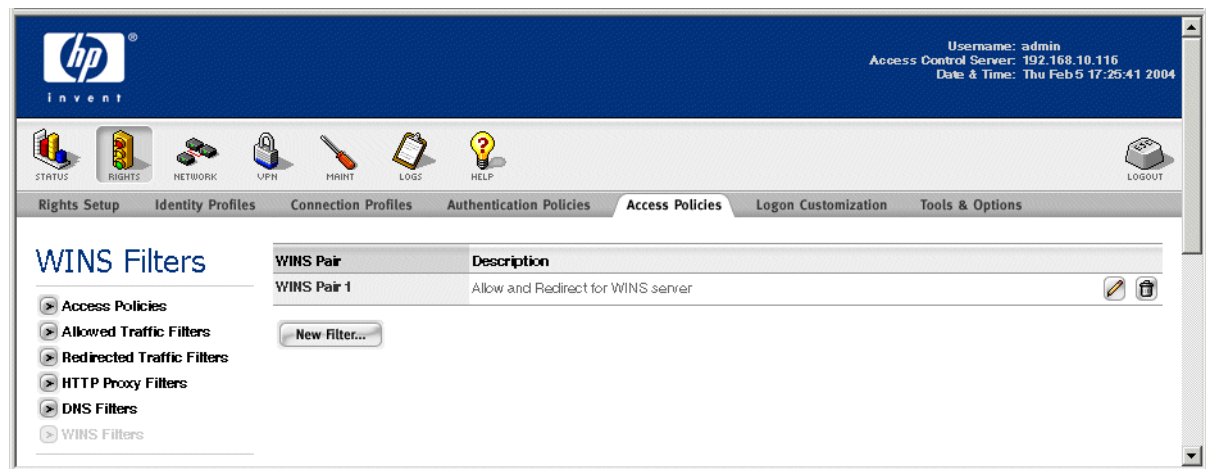 hp
®
invent
Username: admin
Access Control Server: 192.168.10.116
Date & Time: Thu Feb 5 17:25:41 2004
STATUS
RIGHTS
NETWORK
VPN
MAINT
LOGS
HELP
LOGOUT
Rights Setup Identity Profiles Connection Profiles Authentication Policies Access Policies Logon Customization Tools & Options
WINS Filters
Access Policies
Allowed Traffic Filters
Redirected Traffic Filters
HTTP Proxy Filters
DNS Filters
WINS Filters
WINS Pair Description
WINS Pair 1 Allow and Redirect for WINS server
New Filter...